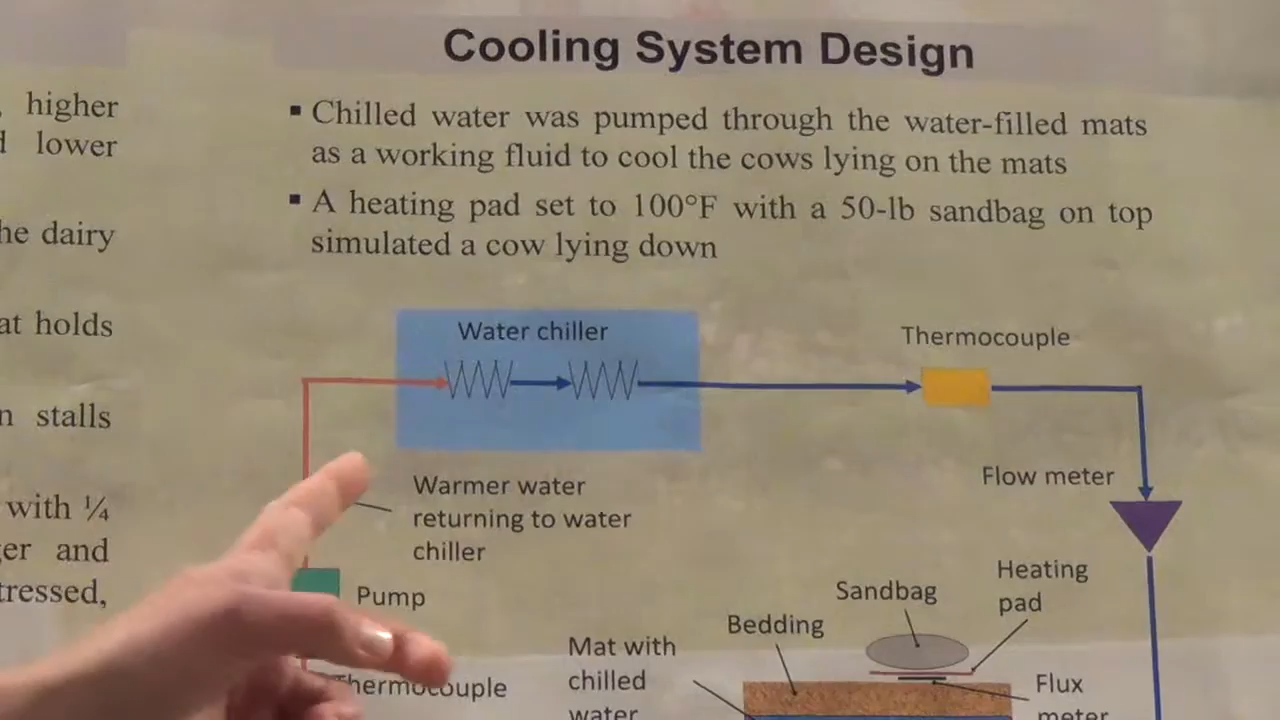 Cooling System Design
, higher
lower
he dairy
at holds
n stalls
with ¼
er and
tressed,
▪ Chilled water was pumped through the water-filled mats
as a working fluid to cool the cows lying on the mats
▪ A heating pad set to 100°F with a 50-lb sandbag on top
simulated a cow lying down
Water chiller
Thermocouple
Flow meter
Warmer water
returning to water
chiller
Pump
Thermocouple
Mat with
chilled
water
Bedding
Sandbag
Heating
pad
Flux
meter